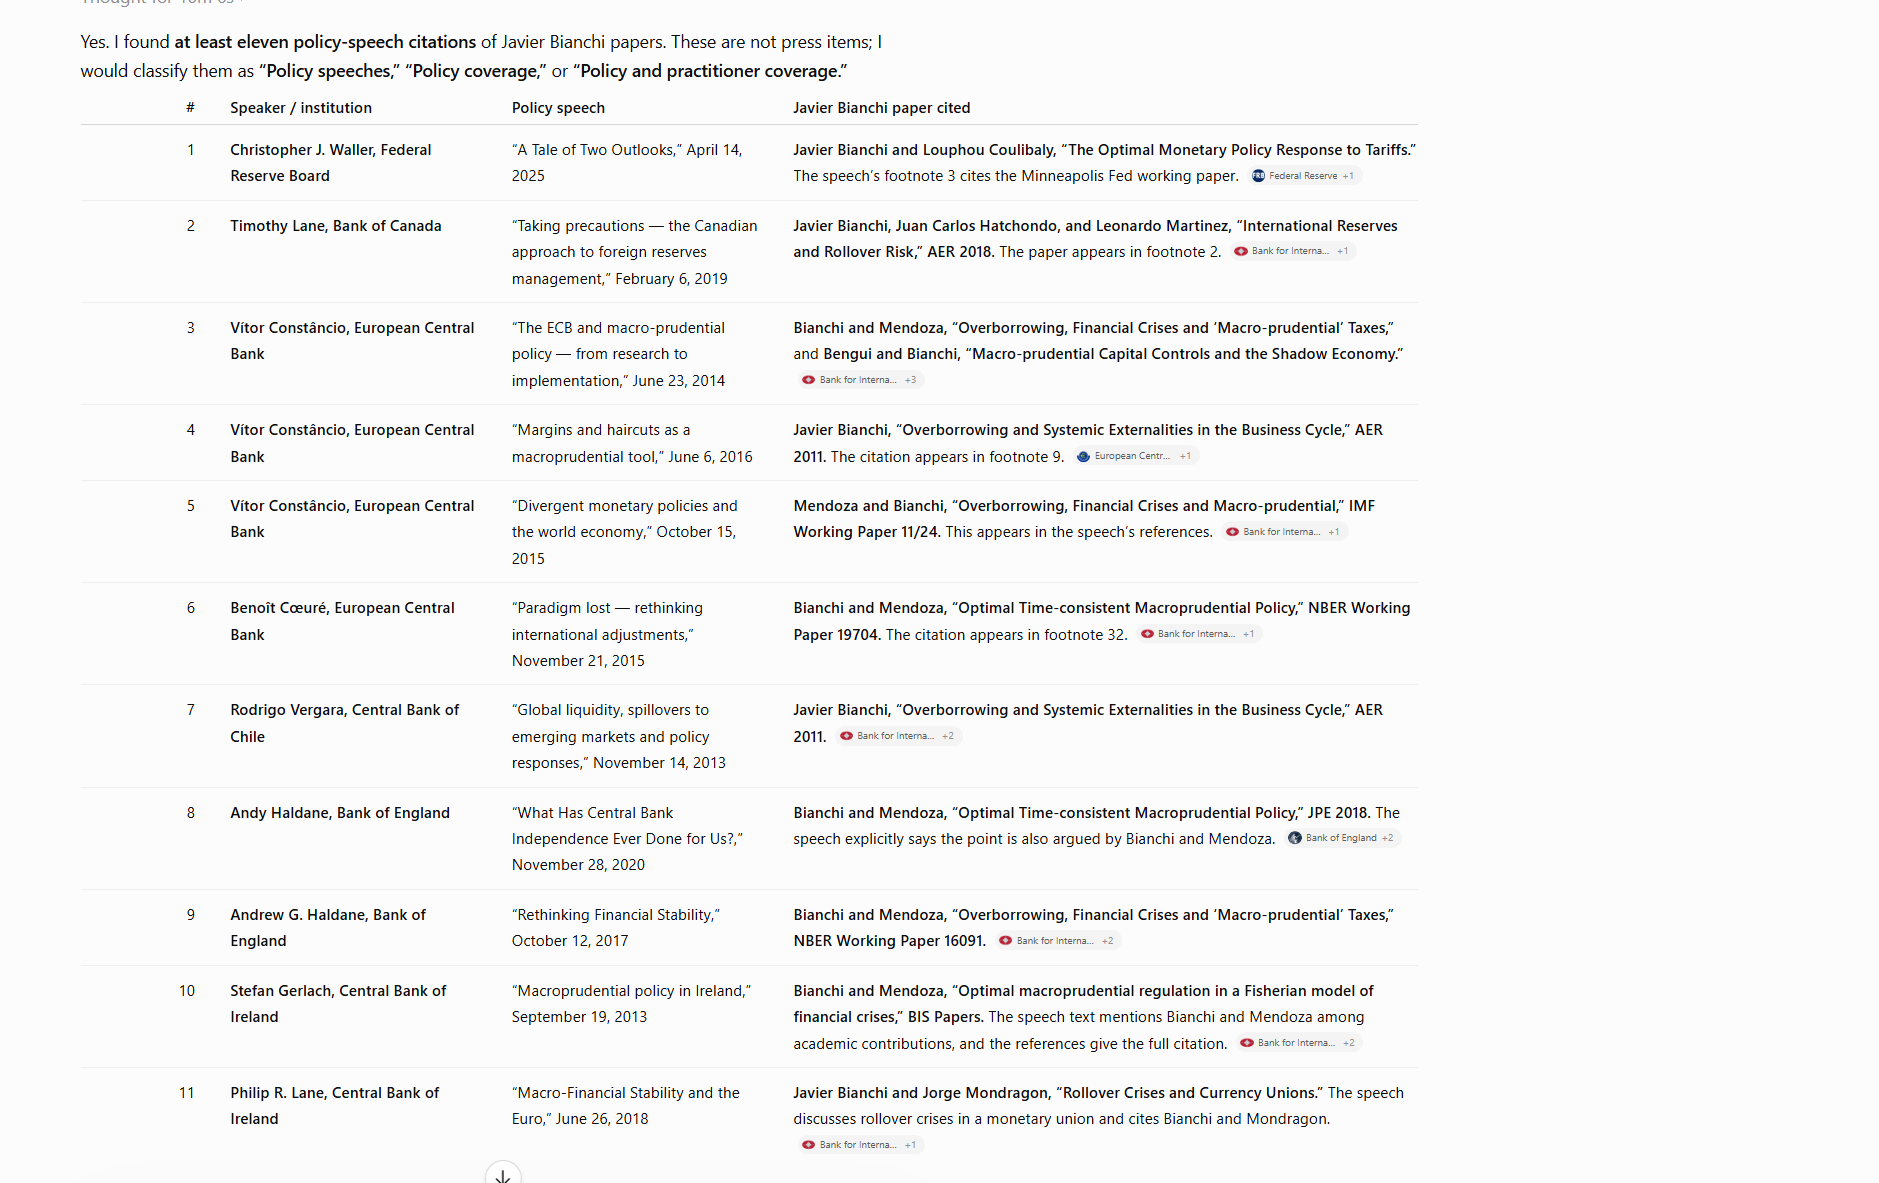 Yes. I found at least eleven policy-speech citations of Javier Bianchi papers. These are not press items; I
would classify them as “Policy speeches,” “Policy coverage,” or “Policy and practitioner coverage.”
# Speaker / institution Policy speech Javier Bianchi paper cited
1 Christopher J. Waller, Federal “A Tale of Two Outlooks,” April 14, Javier Bianchi and Louphou Coulibaly, “The Optimal Monetary Policy Response to Tariffs.”
Reserve Board 2025 The speech’s footnote 3 cites the Minneapolis Fed working paper. FRB Federal Reserve +1
2 Timothy Lane, Bank of Canada “Taking precautions — the Canadian Javier Bianchi, Juan Carlos Hatchondo, and Leonardo Martinez, “International Reserves
approach to foreign reserves and Rollover Risk,” AER 2018. The paper appears in footnote 2. Bank for Interna... +1
management,” February 6, 2019
3 Vítor Constâncio, European Central “The ECB and macro-prudential Bianchi and Mendoza, “Overborrowing, Financial Crises and ‘Macro-prudential’ Taxes,”
Bank policy — from research to and Bengui and Bianchi, “Macro-prudential Capital Controls and the Shadow Economy.”
implementation,” June 23, 2014 Bank for Interna... +3
4 Vítor Constâncio, European Central “Margins and haircuts as a Javier Bianchi, “Overborrowing and Systemic Externalities in the Business Cycle,” AER
Bank macroprudential tool,” June 6, 2016 2011. The citation appears in footnote 9. European Centr... +1
5 Vítor Constâncio, European Central “Divergent monetary policies and Mendoza and Bianchi, “Overborrowing, Financial Crises and Macro-prudential,” IMF
Bank the world economy,” October 15, Working Paper 11/24. This appears in the speech’s references. Bank for Interna... +1
2015
6 Benoît Cœuré, European Central “Paradigm lost — rethinking Bianchi and Mendoza, “Optimal Time-consistent Macroprudential Policy,” NBER Working
Bank international adjustments,” Paper 19704. The citation appears in footnote 32. Bank for Interna... +1
November 21, 2015
7 Rodrigo Vergara, Central Bank of “Global liquidity, spillovers to Javier Bianchi, “Overborrowing and Systemic Externalities in the Business Cycle,” AER
Chile emerging markets and policy 2011. Bank for Interna... +2
responses,” November 14, 2013
8 Andy Haldane, Bank of England “What Has Central Bank Bianchi and Mendoza, “Optimal Time-consistent Macroprudential Policy,” JPE 2018. The
Independence Ever Done for Us?,” speech explicitly says the point is also argued by Bianchi and Mendoza. Bank of England +2
November 28, 2020
9 Andrew G. Haldane, Bank of “Rethinking Financial Stability,” Bianchi and Mendoza, “Overborrowing, Financial Crises and ‘Macro-prudential’ Taxes,”
England October 12, 2017 NBER Working Paper 16091. Bank for Interna... +2
10 Stefan Gerlach, Central Bank of “Macroprudential policy in Ireland,” Bianchi and Mendoza, “Optimal macroprudential regulation in a Fisherian model of
Ireland September 19, 2013 financial crises,” BIS Papers. The speech text mentions Bianchi and Mendoza among
academic contributions, and the references give the full citation. Bank for Interna... +2
11 Philip R. Lane, Central Bank of “Macro-Financial Stability and the Javier Bianchi and Jorge Mondragon, “Rollover Crises and Currency Unions.” The speech
Ireland Euro,” June 26, 2018 discusses rollover crises in a monetary union and cites Bianchi and Mondragon.
Bank for Interna... +1